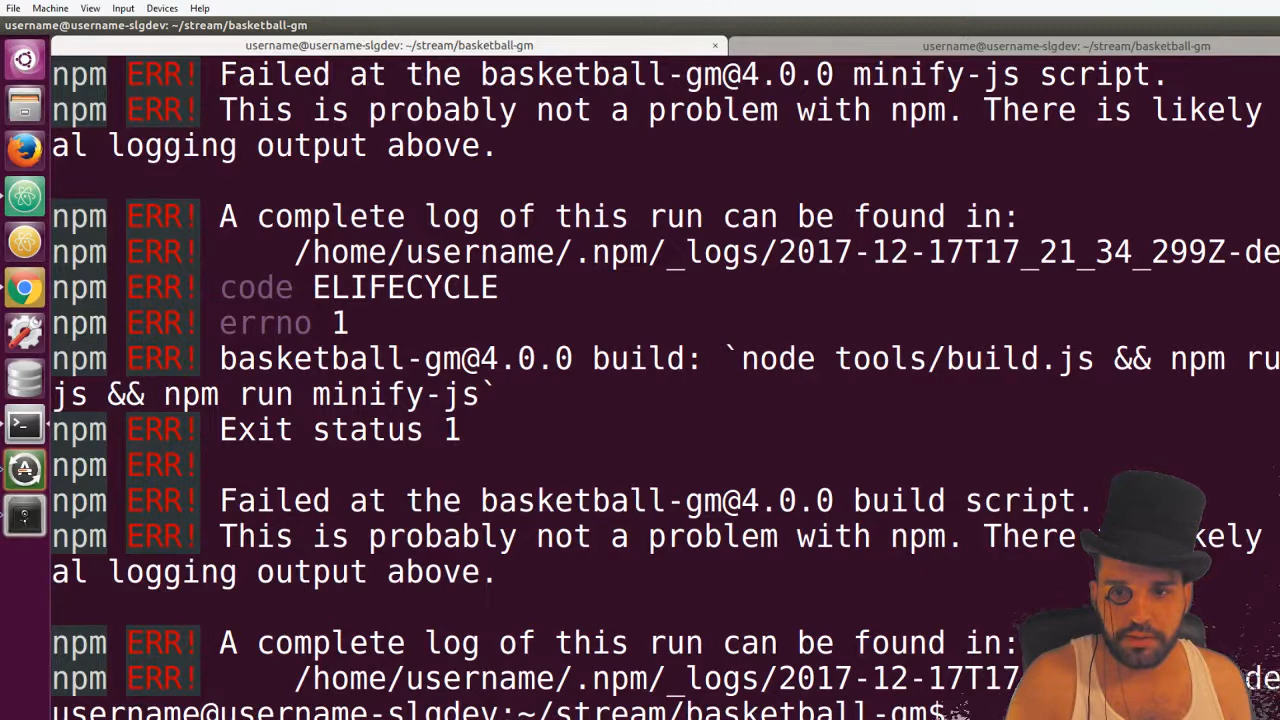 File Machine View Input Devices Help
username@username-slgdev: ~/stream/basketball-gm
username@username-slgdev: ~/stream/basketball-gm × username@username-slgdev: ~/stream/basketball-gm
npm ERR! Failed at the basketball-gm@4.0.0 minify-js script.
npm ERR! This is probably not a problem with npm. There is likely
al logging output above.
npm ERR! A complete log of this run can be found in:
npm ERR! /home/username/.npm/_logs/2017-12-17T17_21_34_299Z-de
npm ERR! code ELIFECYCLE
npm ERR! errno 1
npm ERR! basketball-gm@4.0.0 build: `node tools/build.js && npm ru
js && npm run minify-js`
npm ERR! Exit status 1
npm ERR!
npm ERR! Failed at the basketball-gm@4.0.0 build script.
npm ERR! This is probably not a problem with npm. There kely
al logging output above.
npm ERR! A complete log of this run can be found in:
npm ERR! /home/username/.npm/_logs/2017-12-17T17 de
username@username-slgdev:~/stream/basketball-gm$